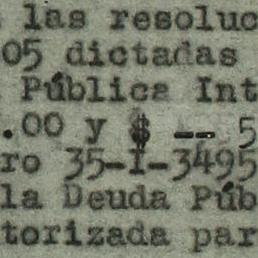 las resoluc
05 dictadas
Pública Int
.00 y $ -- 5
ro 35-I-3495
la Deuda Púb
torizada par